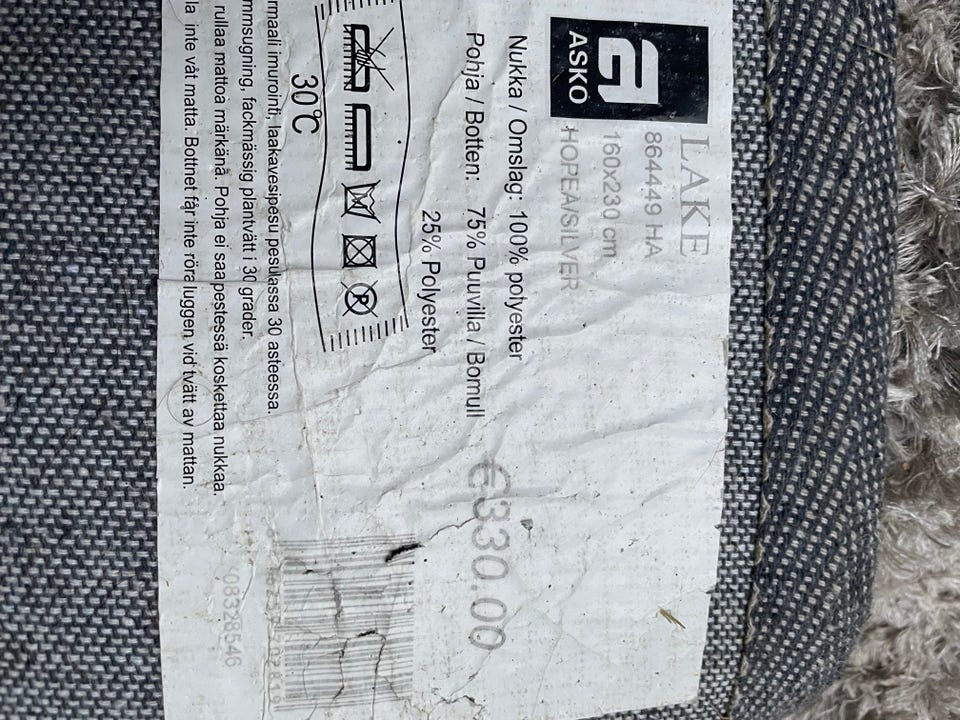 ASKO
LAKE
864449 HA
160x230 cm
HOPEA/SILVER
Nukka / Omslag: 100% polyester
Pohja / Botten: 75% Puuvilla / Bomull
25% Polyester
€330.00
P
30°C
rmaali imurointi, laakavesipesu pesulassa 30 asteessa.
mmsugning, fackmässig plantvätt i 30 grader.
rullaa mattoa märkänä. Pohja ei saa pestessä koskettaa nukkaa.
la inte våt matta. Bottnet får inte röra luggen vid tvätt av mattan.
08328546